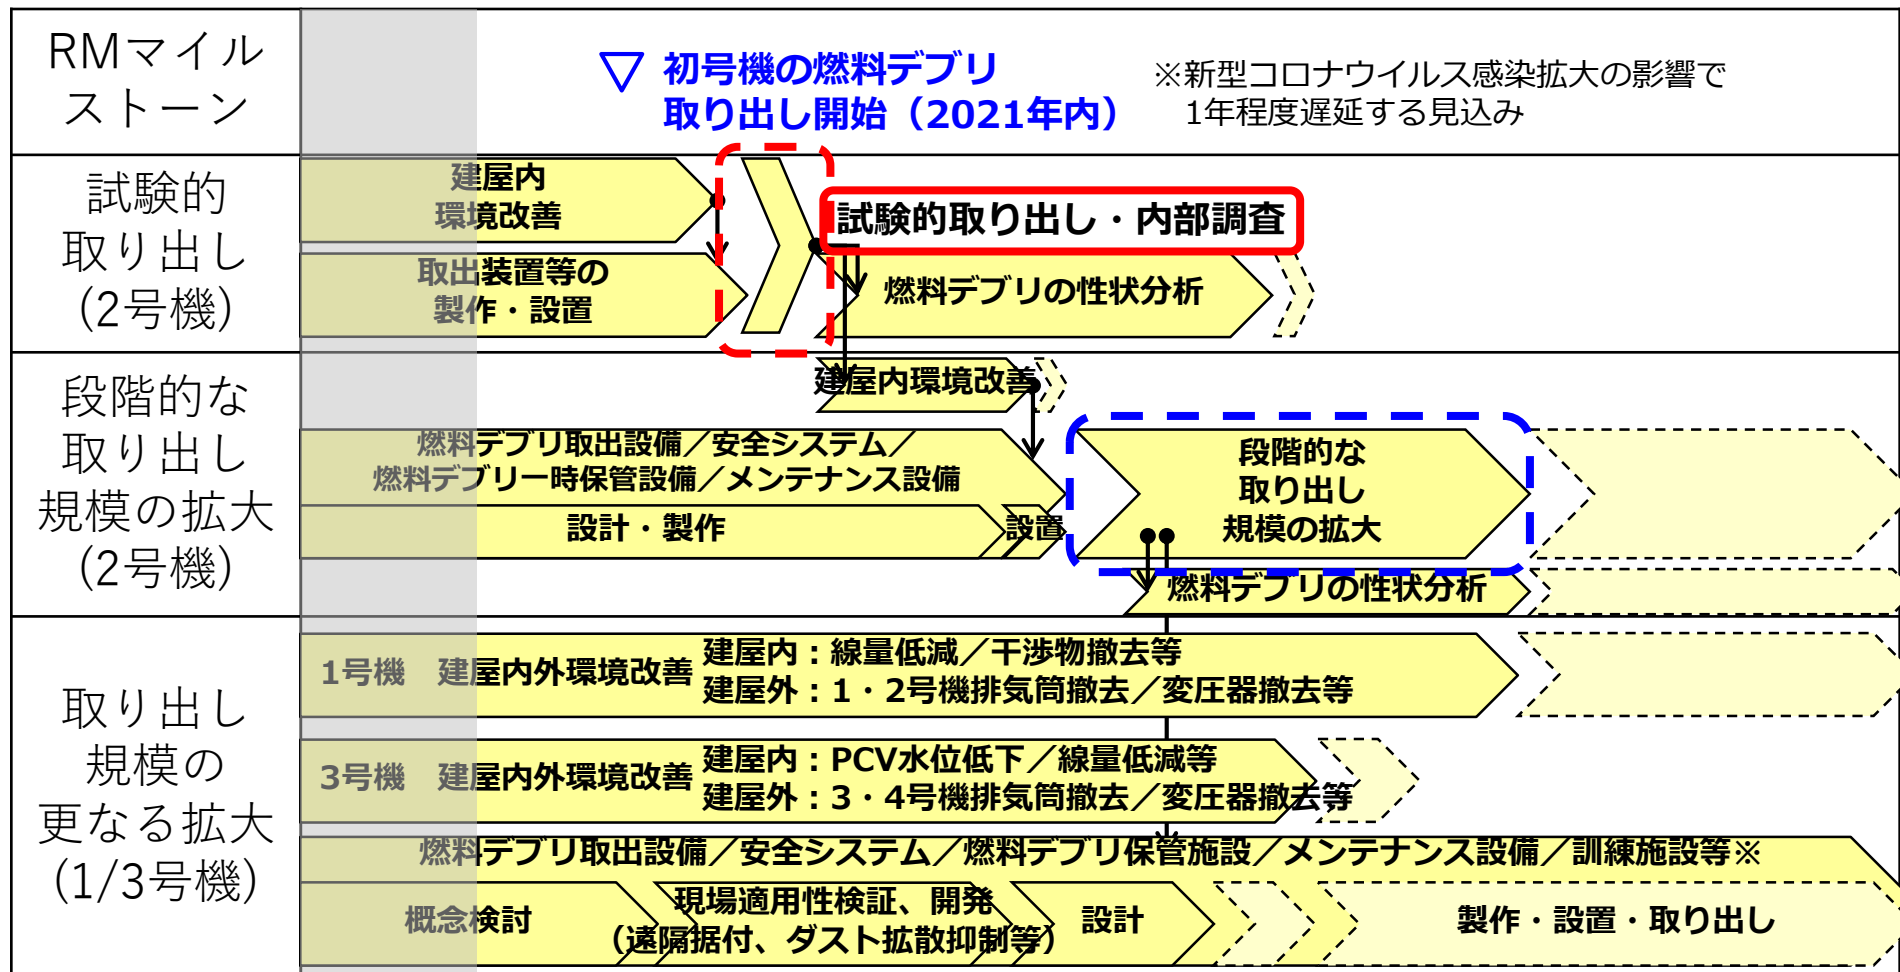 RMマイル
ストーン
▽ 初号機の燃料デブリ
取り出し開始（2021年内）
※新型コロナウイルス感染拡大の影響で
1年程度遅延する見込み
試験的
取り出し
(2号機)
建屋内
環境改善
取出装置等の
製作・設置
試験的取り出し・内部調査
燃料デブリの性状分析
段階的な
取り出し
規模の拡大
(2号機)
建屋内環境改善
燃料デブリ取出設備／安全システム／
燃料デブリ一時保管設備／メンテナンス設備
設計・製作
設置
段階的な
取り出し
規模の拡大
燃料デブリの性状分析
取り出し
規模の
更なる拡大
(1/3号機)
1号機　建屋内外環境改善
建屋内：線量低減／干渉物撤去等
建屋外：1・2号機排気筒撤去／変圧器撤去等
3号機　建屋内外環境改善
建屋内：PCV水位低下／線量低減等
建屋外：3・4号機排気筒撤去／変圧器撤去等
燃料デブリ取出設備／安全システム／燃料デブリ保管施設／メンテナンス設備／訓練施設等※
概念検討
現場適用性検証、開発
（遠隔据付、ダスト拡散抑制等）
設計
製作・設置・取り出し